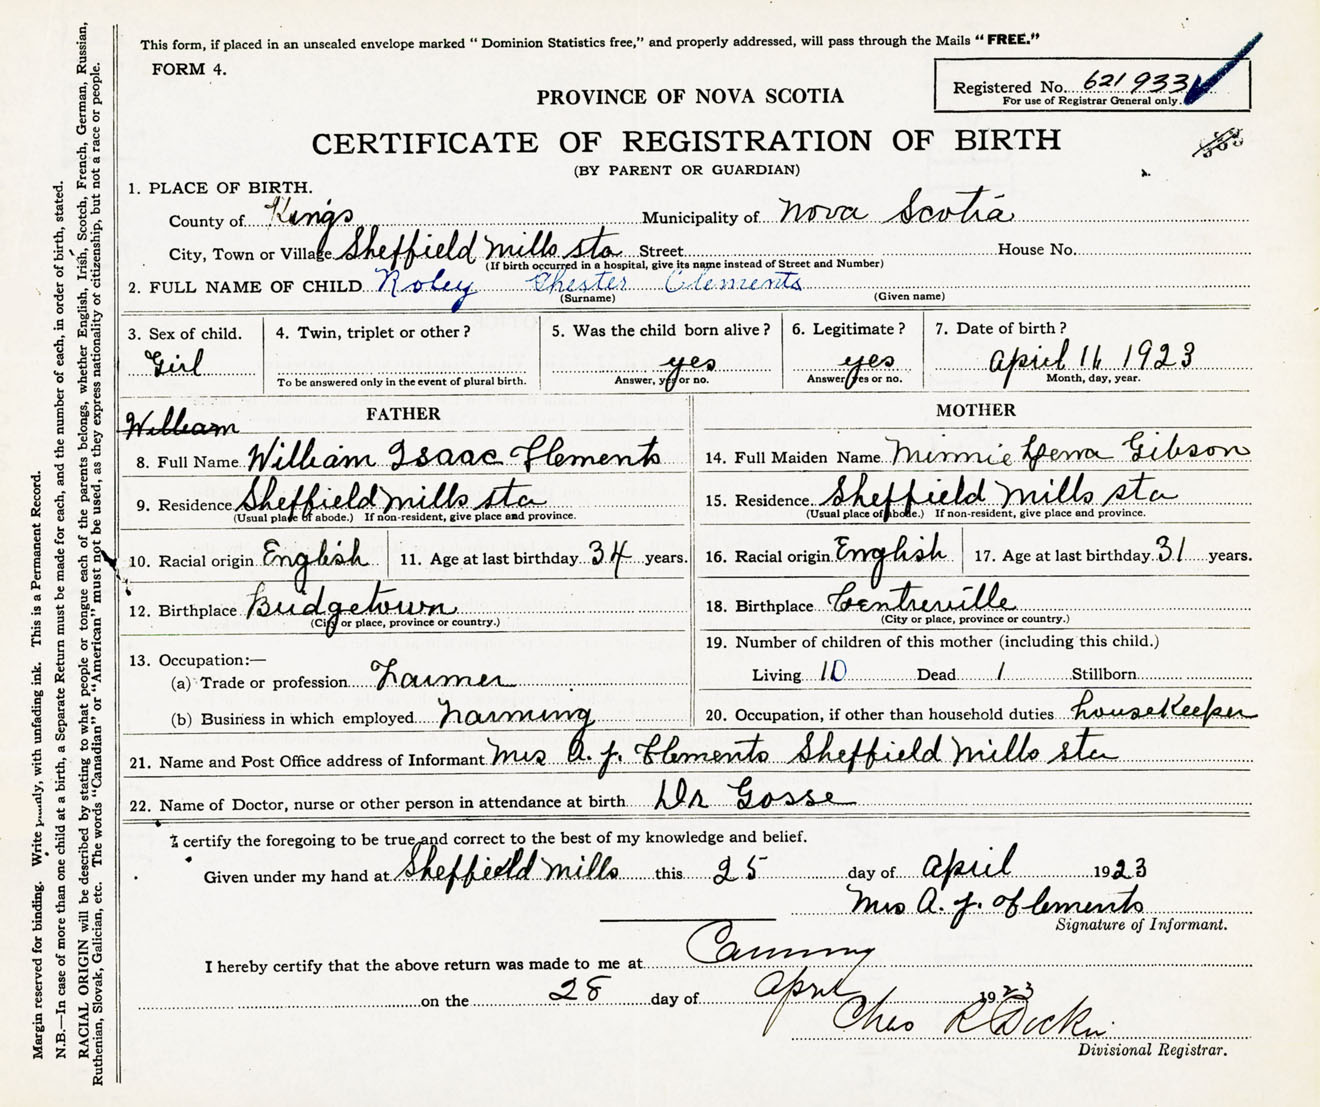 This form, if placed in an unsealed envelope marked “ Dominion Statistics free,” and properly addressed, will pass through the Mails “ FREE.”
FORM 4.
Registered No. 621 933
For use of Registrar General only.
PROVINCE OF NOVA SCOTIA
CERTIFICATE OF REGISTRATION OF BIRTH
(BY PARENT OR GUARDIAN)
1. PLACE OF BIRTH.
County of Kings Municipality of Nova Scotia
City, Town or Village Sheffield Mills sta Street House No.
(If birth occurred in a hospital, give its name instead of Street and Number)
2. FULL NAME OF CHILD Roley Chester Clements
(Surname) (Given name)
3. Sex of child. 4. Twin, triplet or other ? 5. Was the child born alive ? 6. Legitimate ? 7. Date of birth ?
Girl yes yes april 16 1923
To be answered only in the event of plural birth. Answer, yes or no. Answer yes or no. Month, day, year.
FATHER MOTHER
William
8. Full Name William Isaac Clements 14. Full Maiden Name Minnie Gibson
9. Residence Sheffield Mills sta 15. Residence Sheffield Mills sta
(Usual place of abode.) If non-resident, give place and province. (Usual place of abode.) If non-resident, give place and province.
10. Racial origin English 11. Age at last birthday 34 years. 16. Racial origin English 17. Age at last birthday 31 years.
12. Birthplace Bridgetown 18. Birthplace Centreville
(City or place, province or country.) (City or place, province or country.)
13. Occupation:— 19. Number of children of this mother (including this child.)
(a) Trade or profession Farmer Living 10 Dead 1 Stillborn
(b) Business in which employed Farming 20. Occupation, if other than household duties houseKeeper
21. Name and Post Office address of Informant Mrs A. J. Clements Sheffield Mills sta
22. Name of Doctor, nurse or other person in attendance at birth Dr Gosse
I certify the foregoing to be true and correct to the best of my knowledge and belief.
Given under my hand at Sheffield Mills this 25 day of april 1923
Mrs A. J. Clements
Signature of Informant.
I hereby certify that the above return was made to me at Canning
on the 28 day of April 1923
Chas R
Divisional Registrar.
Margin reserved for binding. Write plainly, with unfading ink. This is a Permanent Record.
N.B.—In case of more than one child at a birth, a Separate Return must be made for each, and the number of each, in order of birth, stated.
RACIAL ORIGIN will be described by stating to what people or tongue each of the parents belongs, whether English, Irish, Scotch, French, German, Russian,
Ruthenian, Slovak, Galician, etc. The words “Canadian” or “American” must not be used, as they express nationality or citizenship, but not a race or people.